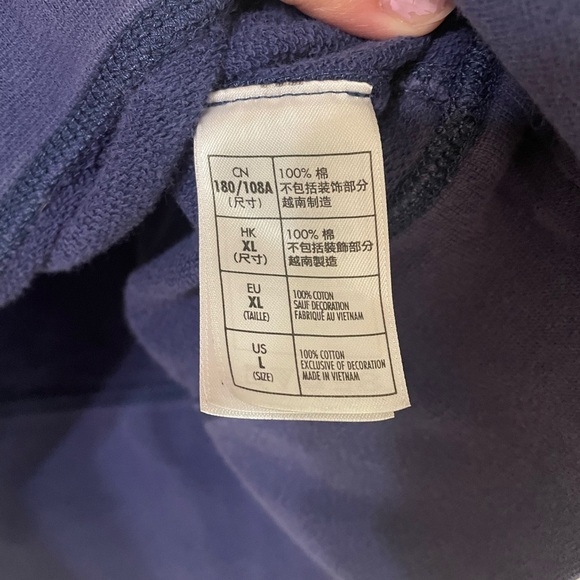 CN
180/108A
(尺寸)
100% 棉
不包括装饰部分
越南制造
HK
XL
(尺寸)
100% 棉
不包括裝飾部分
越南製造
EU
XL
(TAILLE)
100% COTON
SAUF DECORATION
FABRIQUÉ AU VIETNAM
US
L
(SIZE)
100% COTTON
EXCLUSIVE OF DECORATION
MADE IN VIETNAM